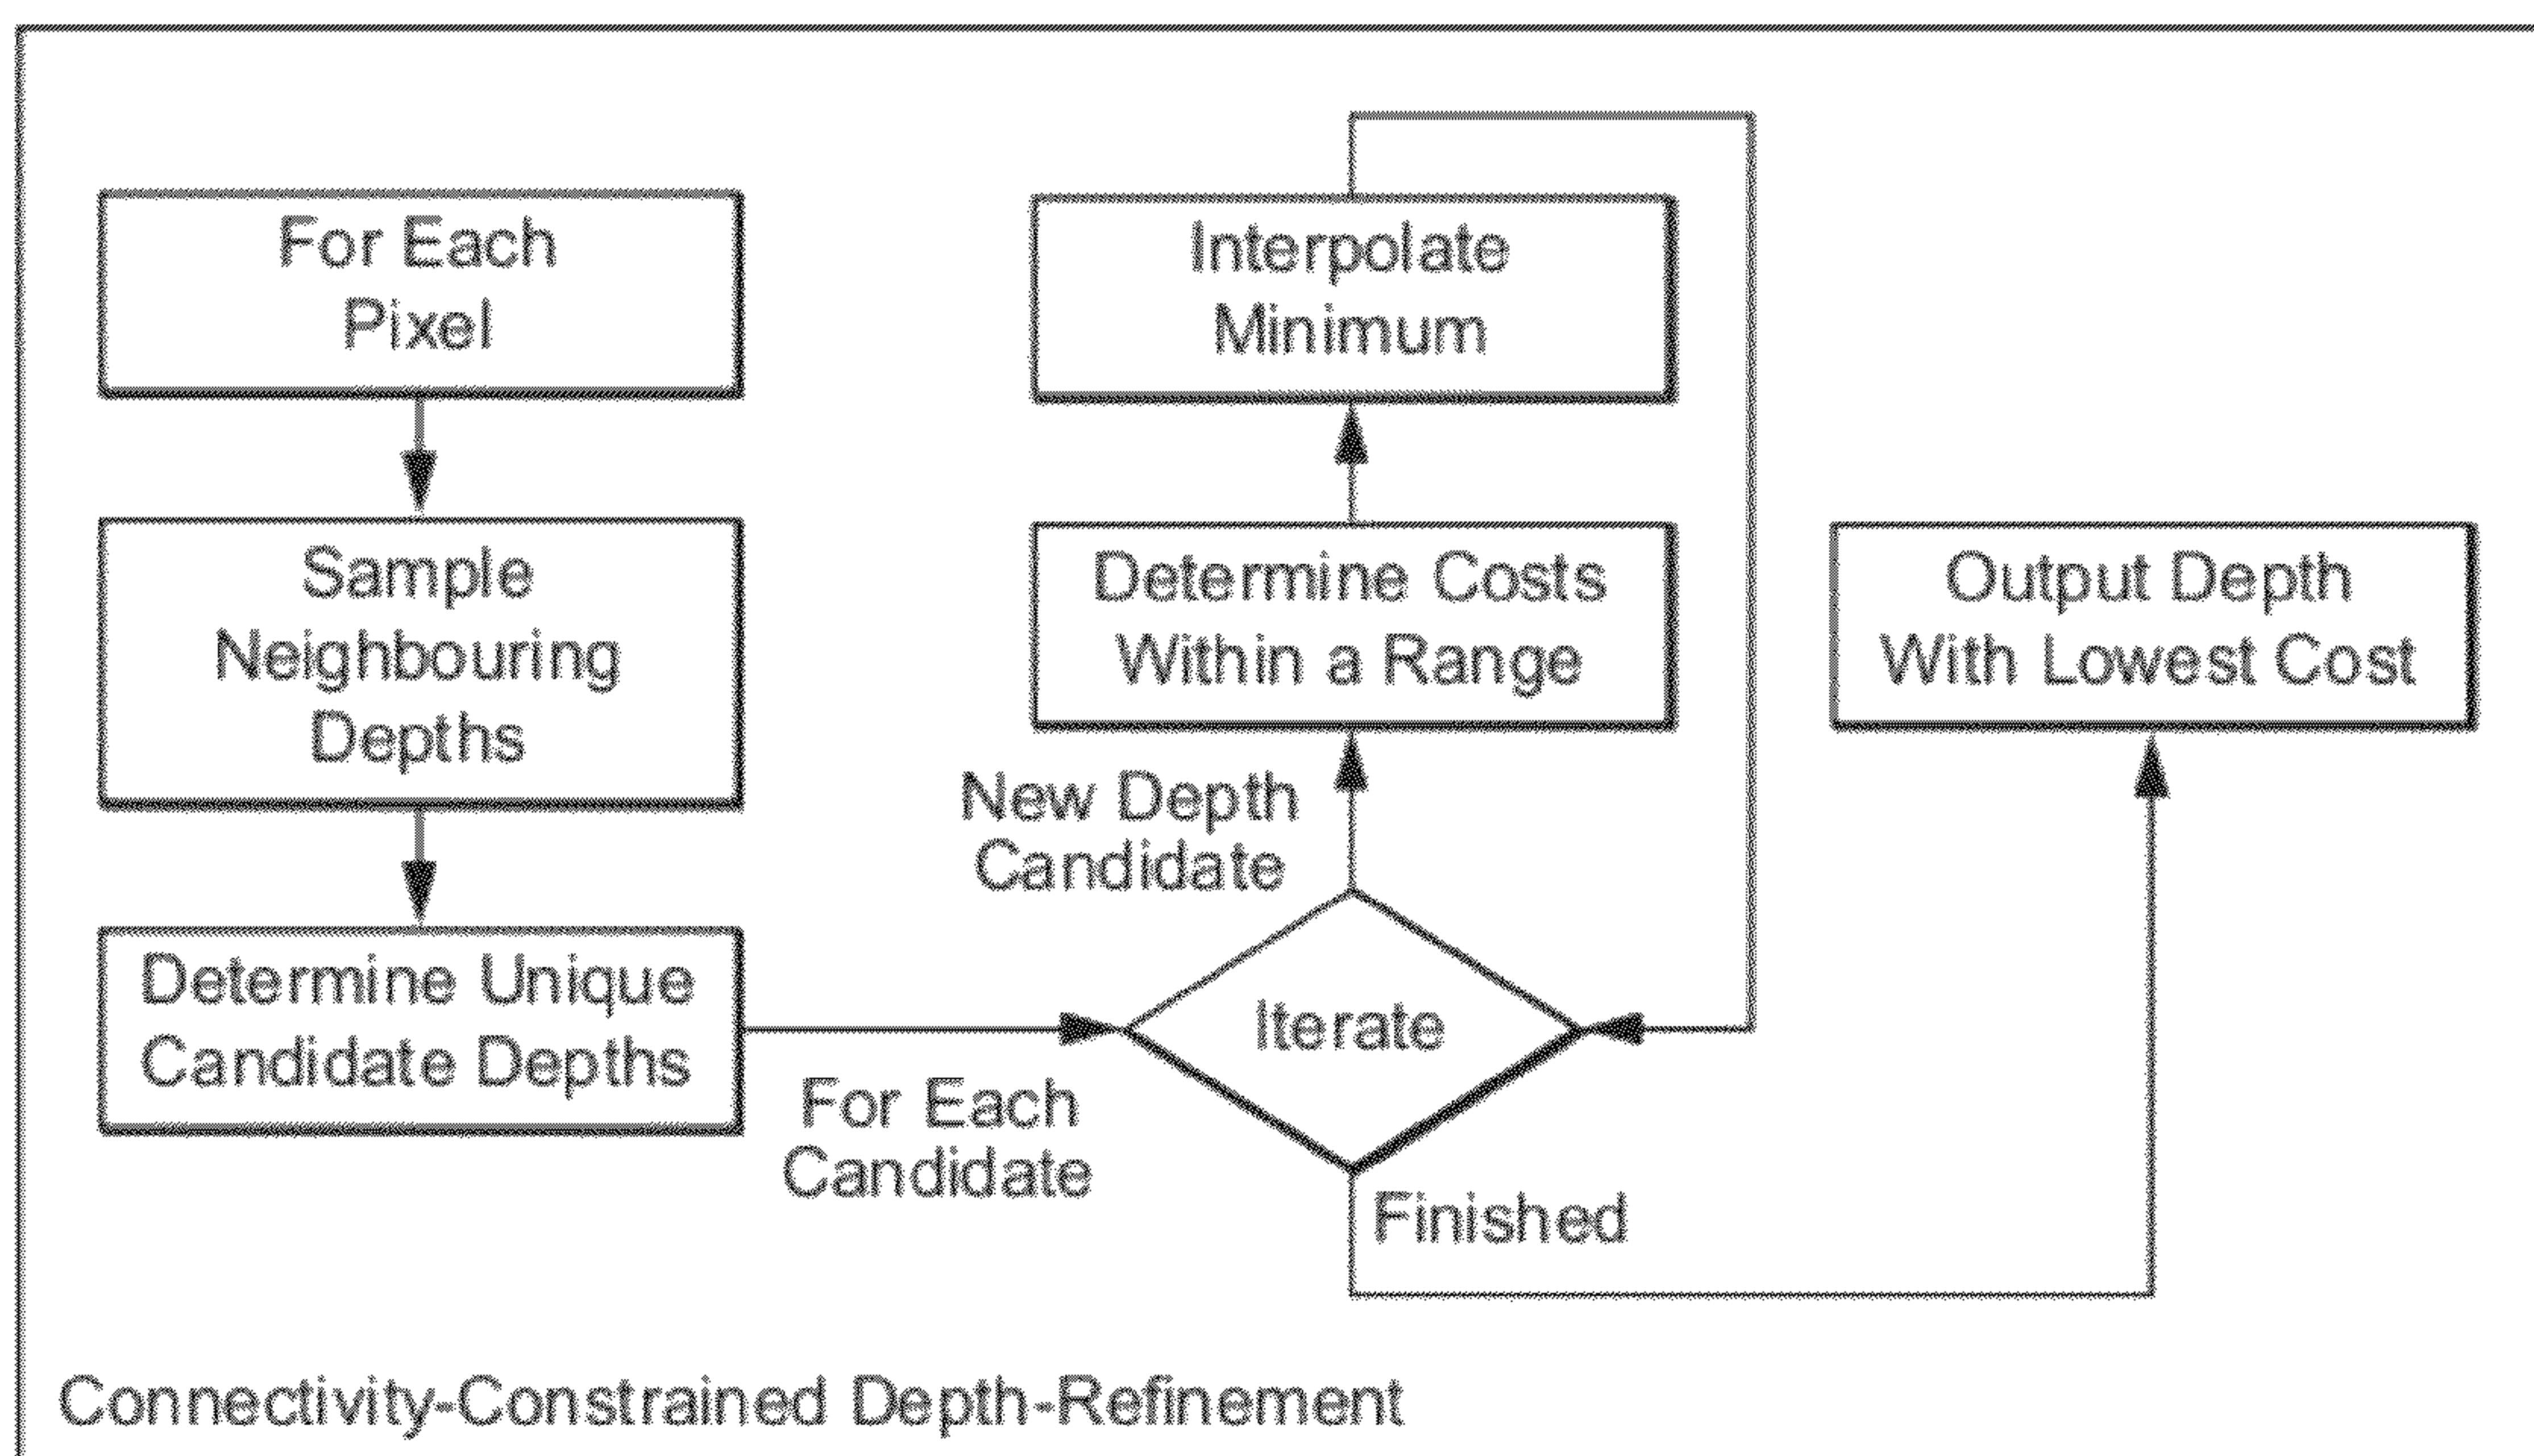 For Each
Pixel
Sample
Neighbouring
Depths
Determine Unique
Candidate Depths
For Each
Candidate
Interpolate
Minimum
Determine Costs
Within a Range
New Depth
Candidate
Iterate
Finished
Output Depth
With Lowest Cost
Connectivity-Constrained Depth-Refinement